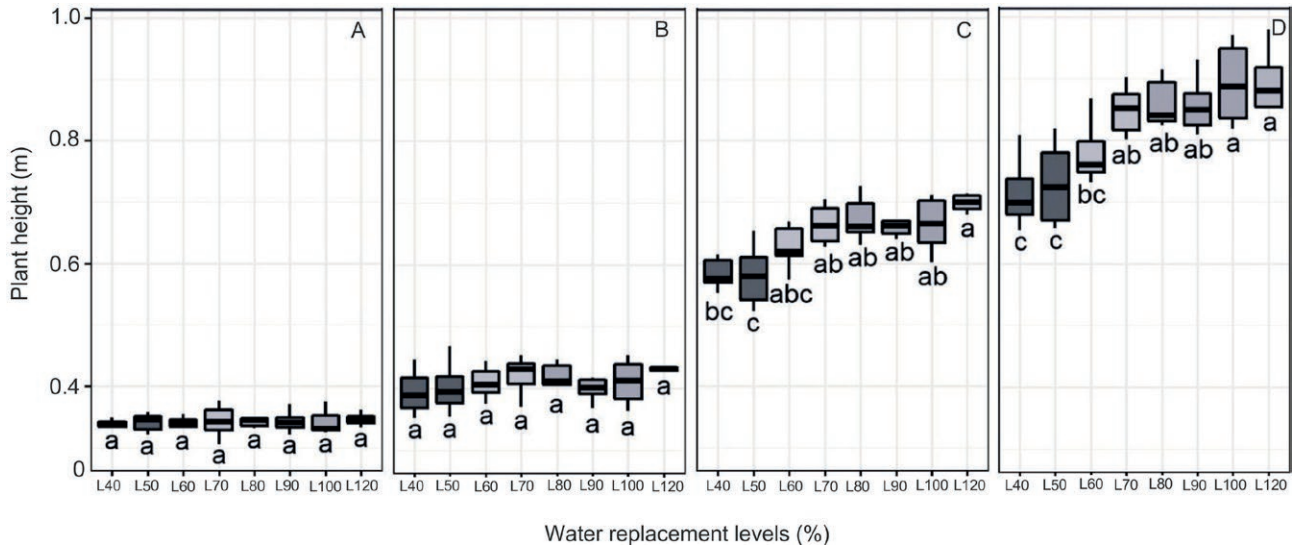 1.0
0.8
0.6
0.4
0
Plant height (m)
A
a a a a a a a a
L40 L50 L60 L70 L80 L90 L100 L120
B
a a a a a a a a
L40 L50 L60 L70 L80 L90 L100 L120
C
bc c abc ab ab ab ab a
L40 L50 L60 L70 L80 L90 L100 L120
D
c c bc ab ab ab a a
L40 L50 L60 L70 L80 L90 L100 L120
Water replacement levels (%)